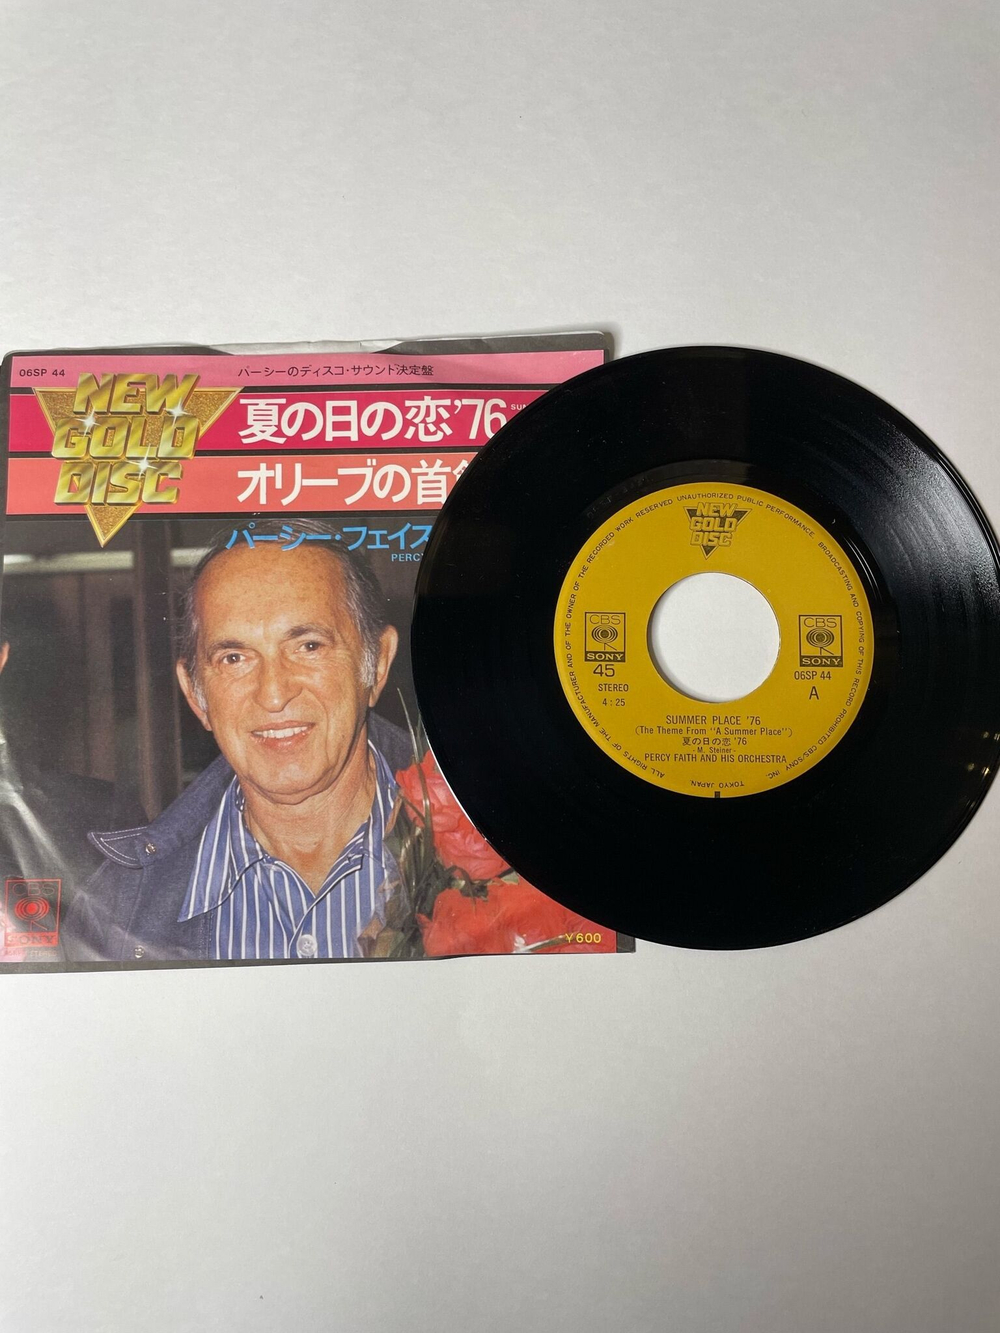 06SP 44
パーシーのディスコ・サウンド決定盤
NEW
GOLD
DISC
夏の日の恋'76
オリーブの首
パーシー・フェイス
CBS
SONY
¥600
ALL RIGHTS OF THE MANUFACTURER AND OF THE OWNER OF THE RECORDED WORK RESERVED UNAUTHORIZED PUBLIC PERFORMANCE BROADCASTING AND COPYING OF THIS RECORD PROHIBITED CBS/SONY INC. TOKYO JAPAN.
NEW
GOLD
DISC
CBS
SONY
45
STEREO
4:25
CBS
SONY
06SP 44
A
SUMMER PLACE '76
(The Theme From "A Summer Place")
夏の日の恋 '76
- M. Steiner -
PERCY FAITH AND HIS ORCHESTRA